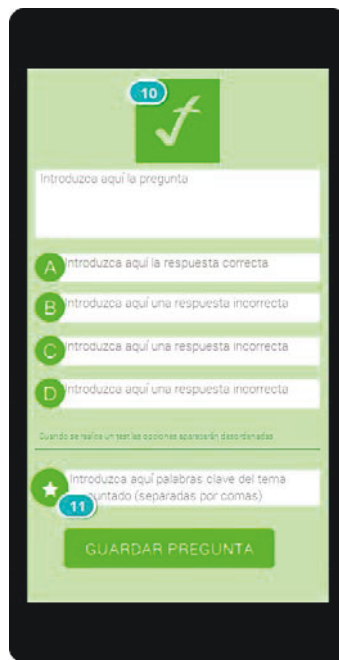 10
Introduzca aquí la pregunta
A Introduzca aquí la respuesta correcta
B Introduzca aquí una respuesta incorrecta
C Introduzca aquí una respuesta incorrecta
D Introduzca aquí una respuesta incorrecta
Cuando se realice un test las opciones aparecerán desordenadas
Introduzca aquí palabras clave del tema
untado (separadas por comas)
11
GUARDAR PREGUNTA